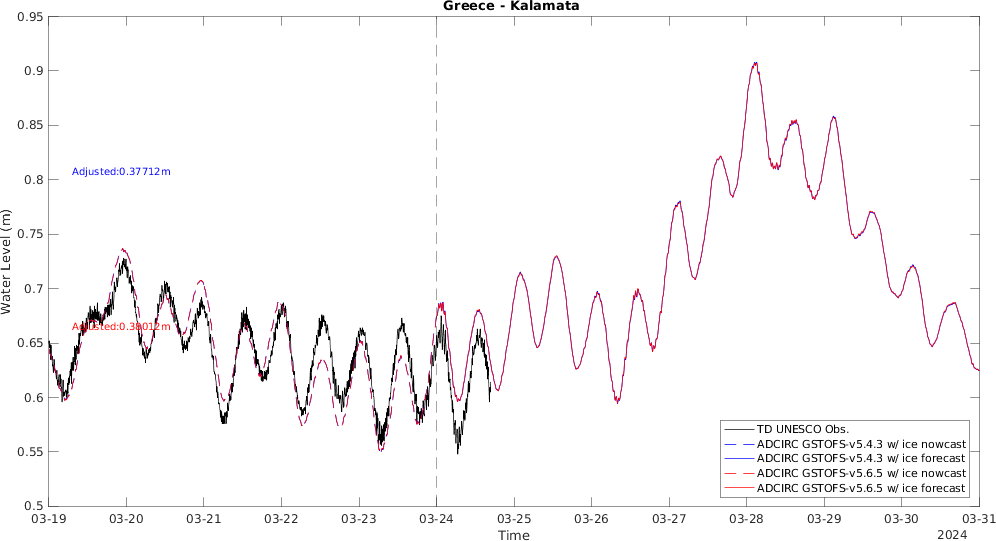 Greece - Kalamata
0.95
0.9
0.85
0.8
0.75
0.7
0.65
0.6
0.55
0.5
Water Level (m)
Adjusted:0.37712m
Adjusted:0.38012m
TD UNESCO Obs.
ADCIRC GSTOFS-v5.4.3 w/ ice nowcast
ADCIRC GSTOFS-v5.4.3 w/ ice forecast
ADCIRC GSTOFS-v5.6.5 w/ ice nowcast
ADCIRC GSTOFS-v5.6.5 w/ ice forecast
03-19 03-20 03-21 03-22 03-23 03-24 03-25 03-26 03-27 03-28 03-29 03-30 03-31
Time
2024